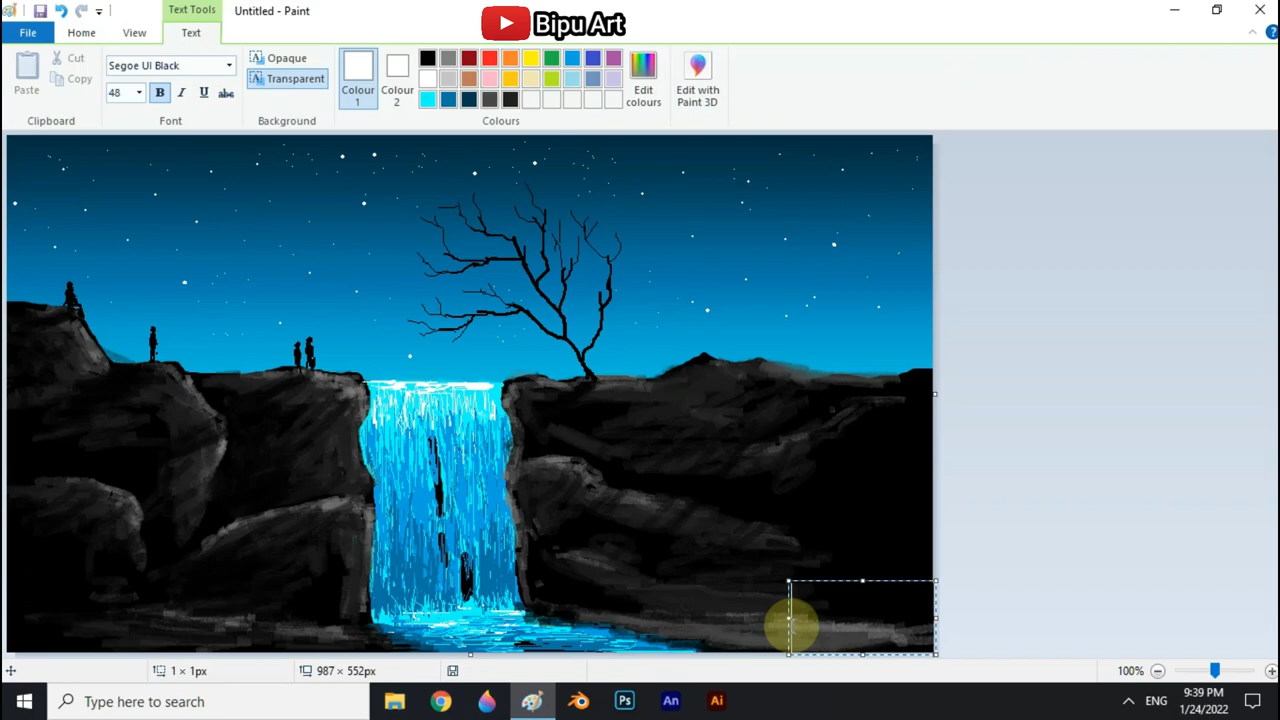 Text Tools
Untitled - Paint
Bipu Art
File
Home
View
Text
Paste
Cut
Copy
Clipboard
Segoe UI Black
48
B
I
U
abc
Font
Opaque
Transparent
Background
Colour
1
Colour
2
Edit
colours
Edit with
Paint 3D
Colours
1 × 1px
987 × 552px
100%
Type here to search
Ps
An
Ai
ENG
9:39 PM
1/24/2022